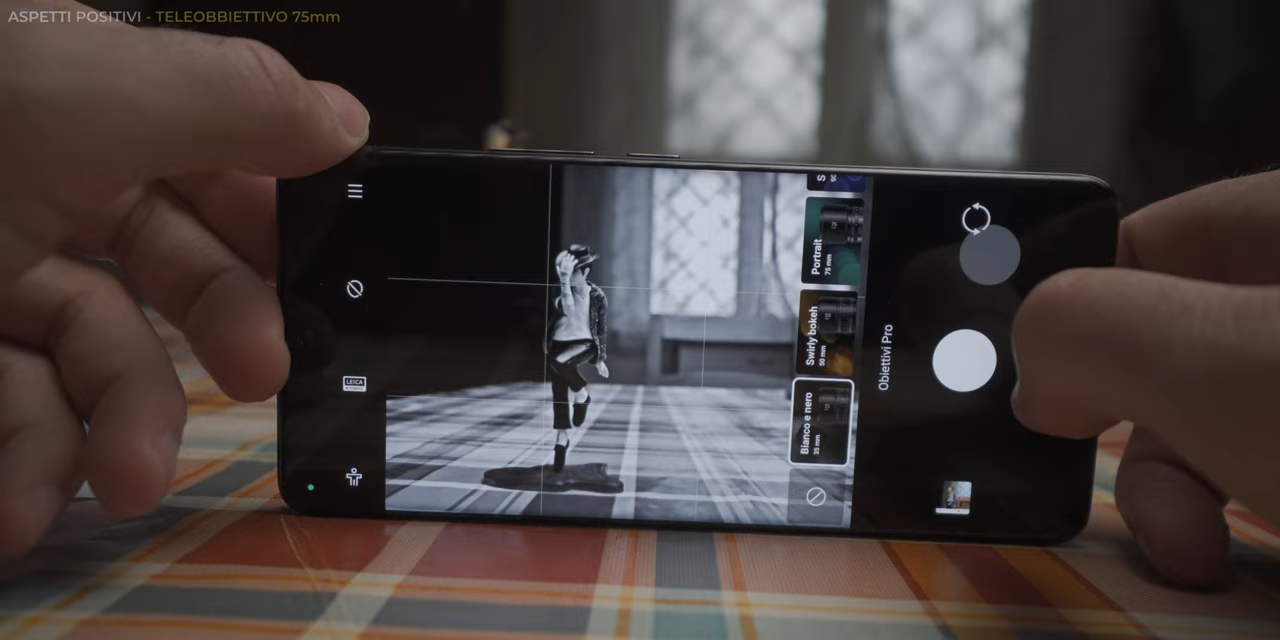 ASPETTI POSITIVI - TELEOBBIETTIVO 75mm
LEICA
Portrait
75 mm
Swirly bokeh
50 mm
Bianco e nero
35 mm
Obiettivi Pro